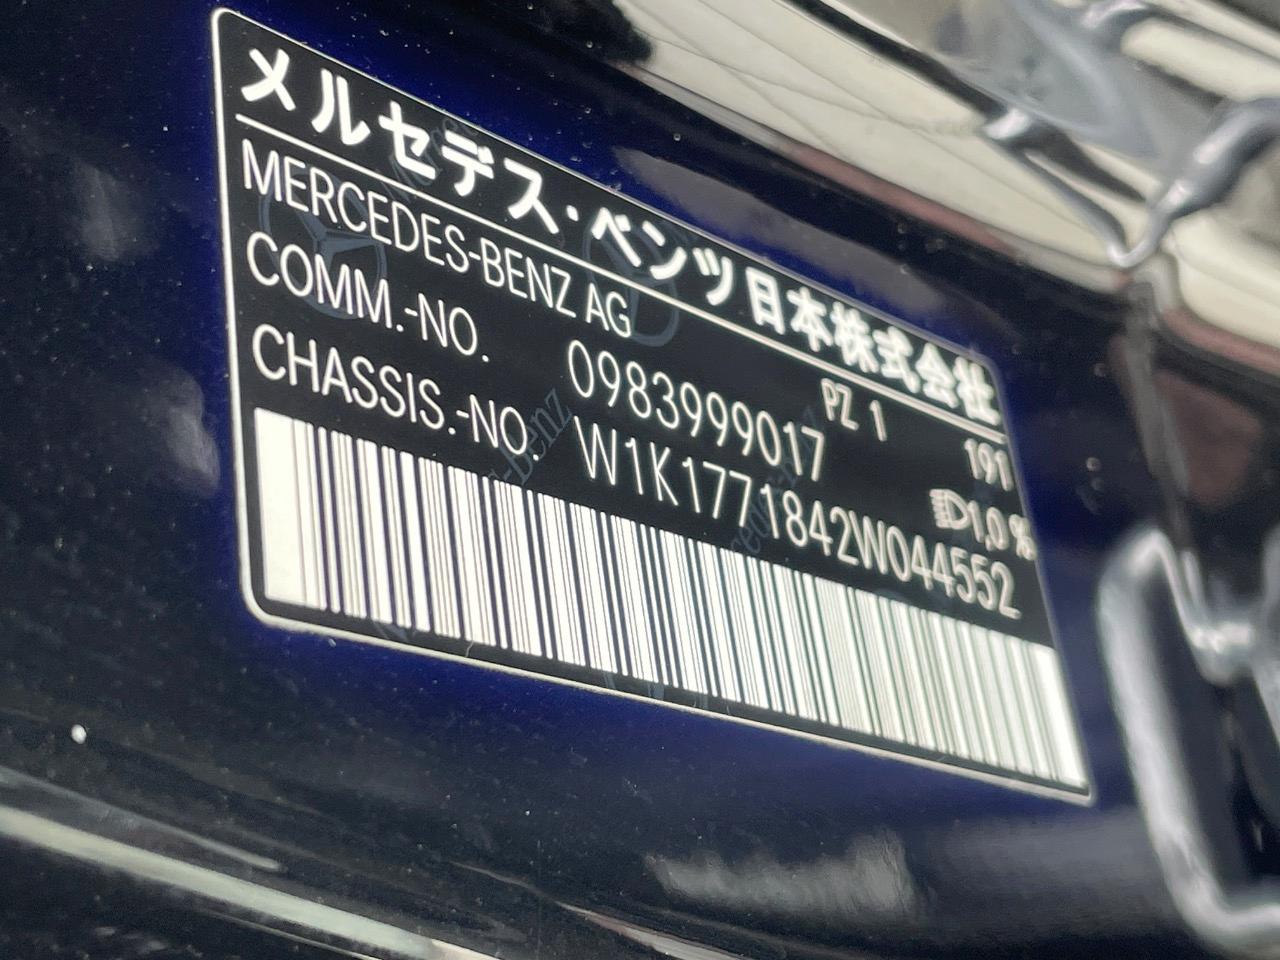 メルセデス・ベンツ日本株式会社
MERCEDES-BENZ AG PZ 1 191
COMM.-NO. 0983999017 1,0 %
CHASSIS.-NO. W1K1771842W044552